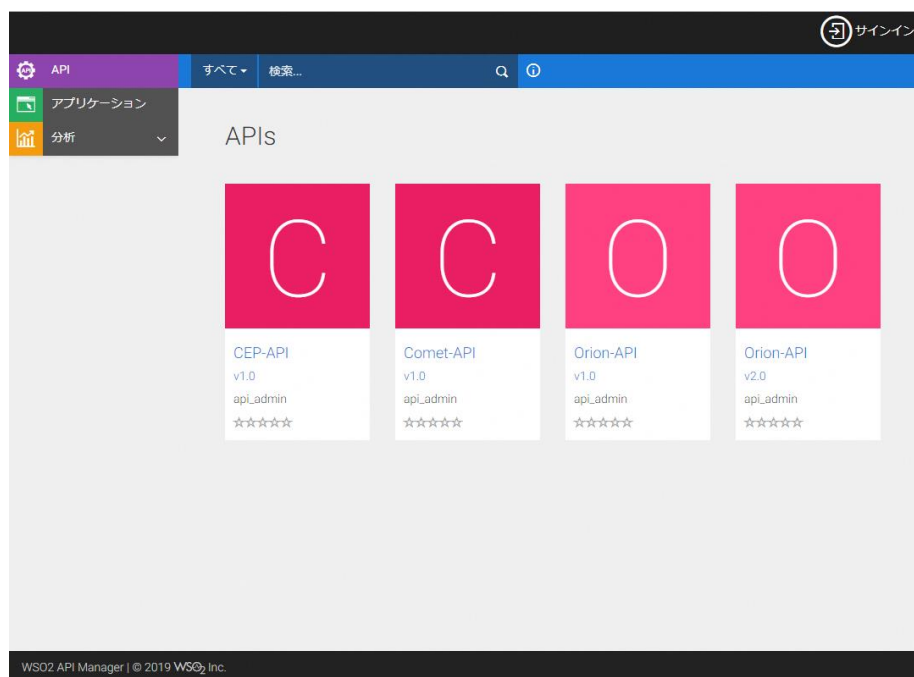 サインイン
API
すべて
検索...
アプリケーション
分析
APIs
C
C
O
O
CEP-API
Comet-API
Orion-API
Orion-API
v1.0
v1.0
v1.0
v2.0
api_admin
api_admin
api_admin
api_admin
WSO2 API Manager | © 2019 WSO2 Inc.